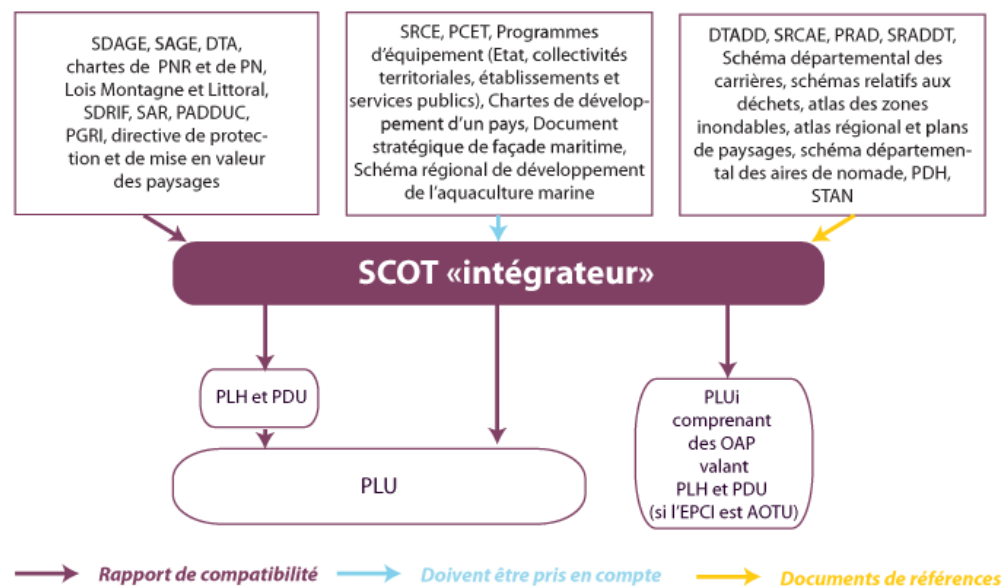 SDAGE, SAGE, DTA,
chartes de PNR et de PN,
Lois Montagne et Littoral,
SDRIF, SAR, PADDUC,
PGRI, directive de protec-
tion et de mise en valeur
des paysages
SRCE, PCET, Programmes
d'équipement (Etat, collectivités
territoriales, établissements et
services publics), Chartes de dévelop-
pement d'un pays, Document
stratégique de façade maritime,
Schéma régional de développement
de l'aquaculture marine
DTADD, SRCAE, PRAD, SRADDT,
Schéma départemental des
carrières, schémas relatifs aux
déchets, atlas des zones
inondables, atlas régional et plans
de paysages, schéma départemen-
tal des aires de nomade, PDH,
STAN
SCOT «intégrateur»
PLH et PDU
PLU
PLUi
comprenant
des OAP
valant
PLH et PDU
(si l'EPCI est AOTU)
Rapport de compatibilité
Doivent être pris en compte
Documents de références